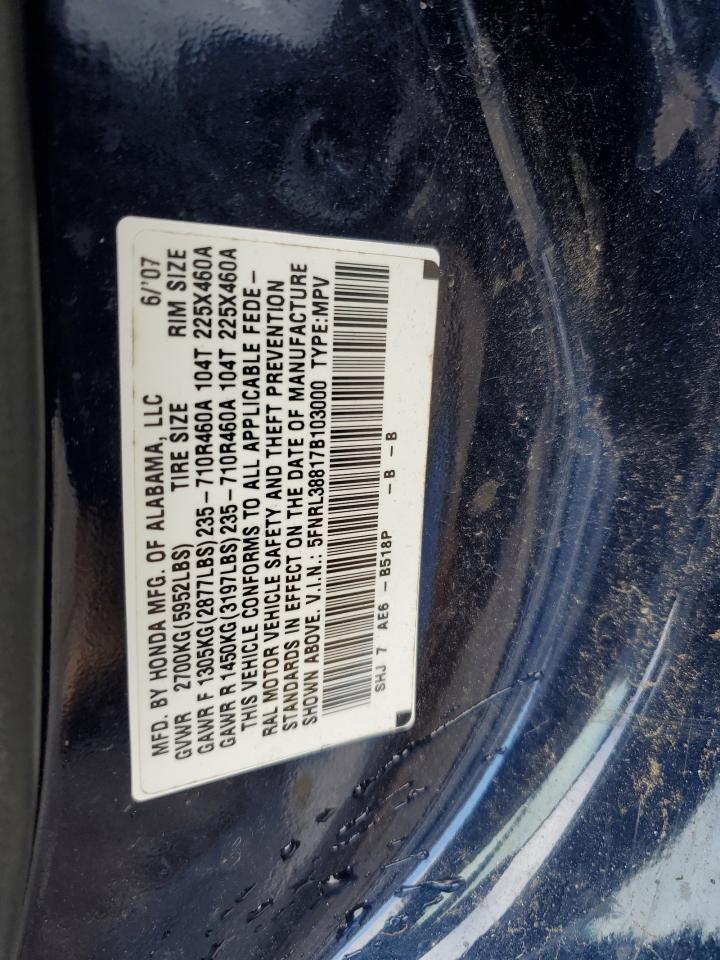 MFD. BY HONDA MFG. OF ALABAMA, LLC 6/'07
GVWR 2700KG(5952LBS) TIRE SIZE RIM SIZE
GAWR F 1305KG(2877LBS)235-710R460A 104T 225X460A
GAWR R 1450KG(3197LBS)235-710R460A 104T 225X460A
THIS VEHICLE CONFORMS TO ALL APPLICABLE FEDE-
RAL MOTOR VEHICLE SAFETY AND THEFT PREVENTION
STANDARDS IN EFFECT ON THE DATE OF MANUFACTURE
SHOWN ABOVE. V.I.N.: 5FNRL38817B103000 TYPE:MPV
SHJ 7 AE6 -B518P -B -B